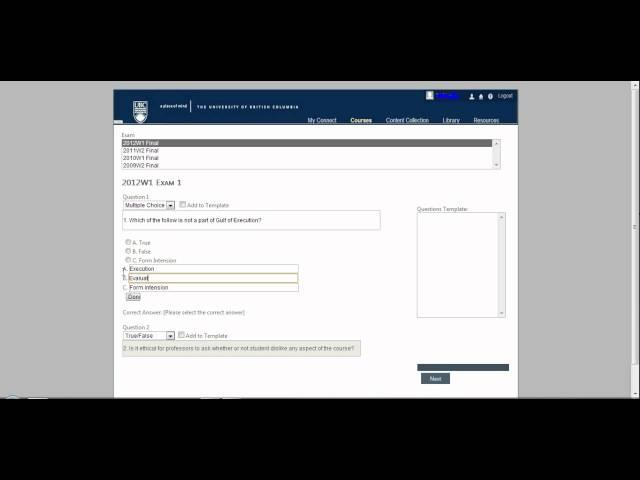 UBC
a place of mind
THE UNIVERSITY OF BRITISH COLUMBIA
Logout
My Connect
Courses
Content Collection
Library
Resources
Exam
2012W1 Final
2011W2 Final
2010W1 Final
2009W2 Final
2012W1 EXAM 1
Question 1
Multiple Choice
Add to Template
1. Which of the follow is not a part of Gulf of Execution?
Questions Template:
A. True
B. False
C. Form Intension
A. Execution
B. Evaluat
C. Form intension
Done
Correct Answer: [Please select the correct answer]
Question 2
True/False
Add to Template
2. Is it ethical for professors to ask whether or not student dislike any aspect of the course?
Next